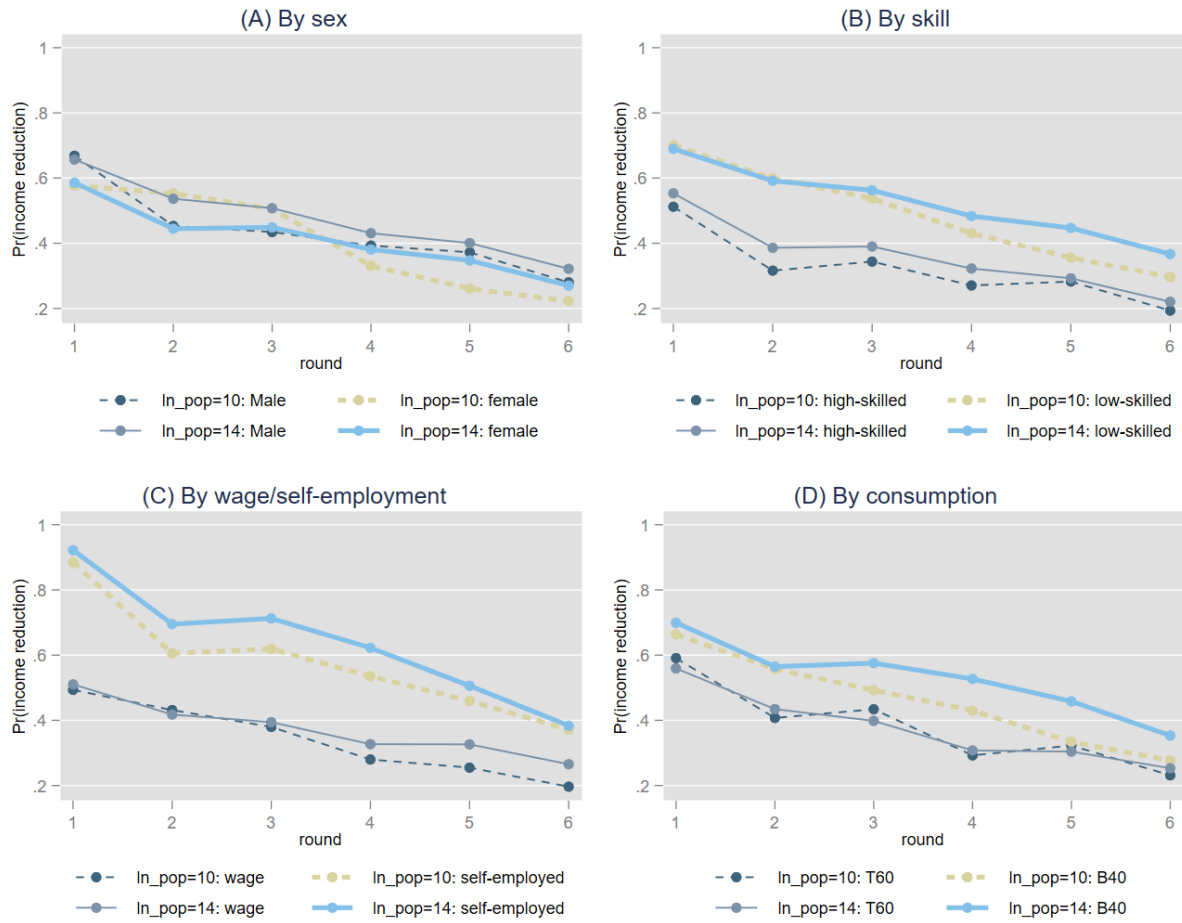 (A) By sex
Pr(income reduction)
1
.8
.6
.4
.2
1 2 3 4 5 6
round
ln_pop=10: Male ln_pop=10: female
ln_pop=14: Male ln_pop=14: female
(B) By skill
Pr(income reduction)
1
.8
.6
.4
.2
1 2 3 4 5 6
round
ln_pop=10: high-skilled ln_pop=10: low-skilled
ln_pop=14: high-skilled ln_pop=14: low-skilled
(C) By wage/self-employment
Pr(income reduction)
1
.8
.6
.4
.2
1 2 3 4 5 6
round
ln_pop=10: wage ln_pop=10: self-employed
ln_pop=14: wage ln_pop=14: self-employed
(D) By consumption
Pr(income reduction)
1
.8
.6
.4
.2
1 2 3 4 5 6
round
ln_pop=10: T60 ln_pop=10: B40
ln_pop=14: T60 ln_pop=14: B40